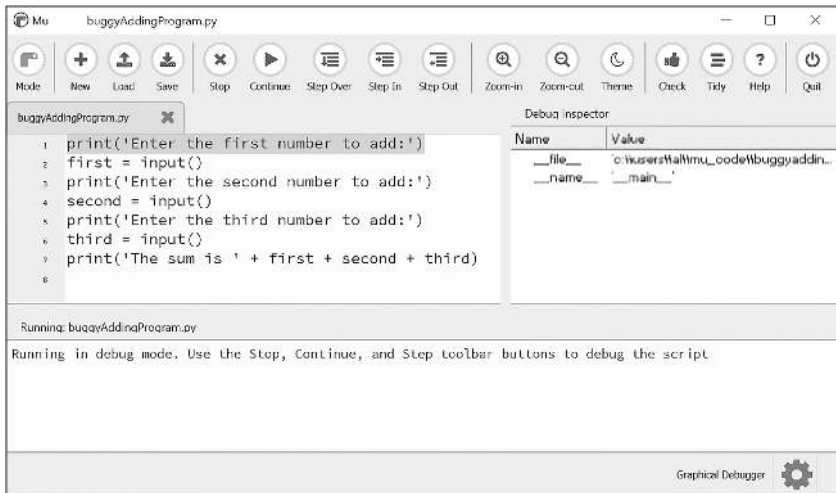 Mu buggyAddingProgram.py
Mode New Load Save Stop Continue Step Over Step In Step Out Zoom-in Zoom-out Theme Check Tidy Help Quit
buggyAddingProgram.py
Debug Inspector
Name Value
__file__ 'c:\\users\\al\\mu_code\\buggyaddin...
__name__ '__main__'
1 print('Enter the first number to add:')
2 first = input()
3 print('Enter the second number to add:')
4 second = input()
5 print('Enter the third number to add:')
6 third = input()
7 print('The sum is ' + first + second + third)
8
Running: buggyAddingProgram.py
Running in debug mode. Use the Stop, Continue, and Step toolbar buttons to debug the script
Graphical Debugger